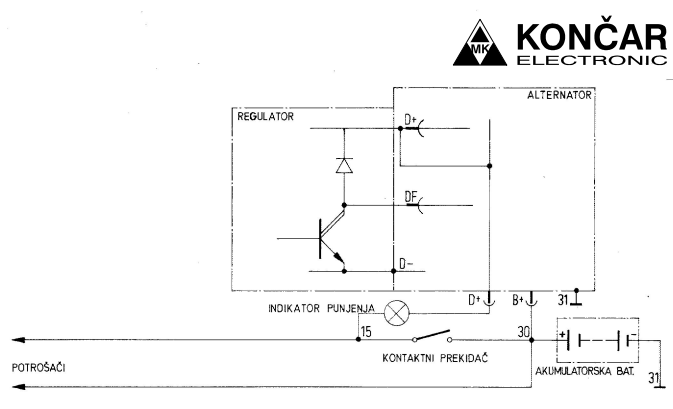 MK
KONČAR
ELECTRONIC
ALTERNATOR
REGULATOR
D+
DF
D-
INDIKATOR PUNJENJA
D+
B+
31
15
30
+
-
KONTAKTNI PREKIDAČ
POTROŠAČI
AKUMULATORSKA BAT.
31